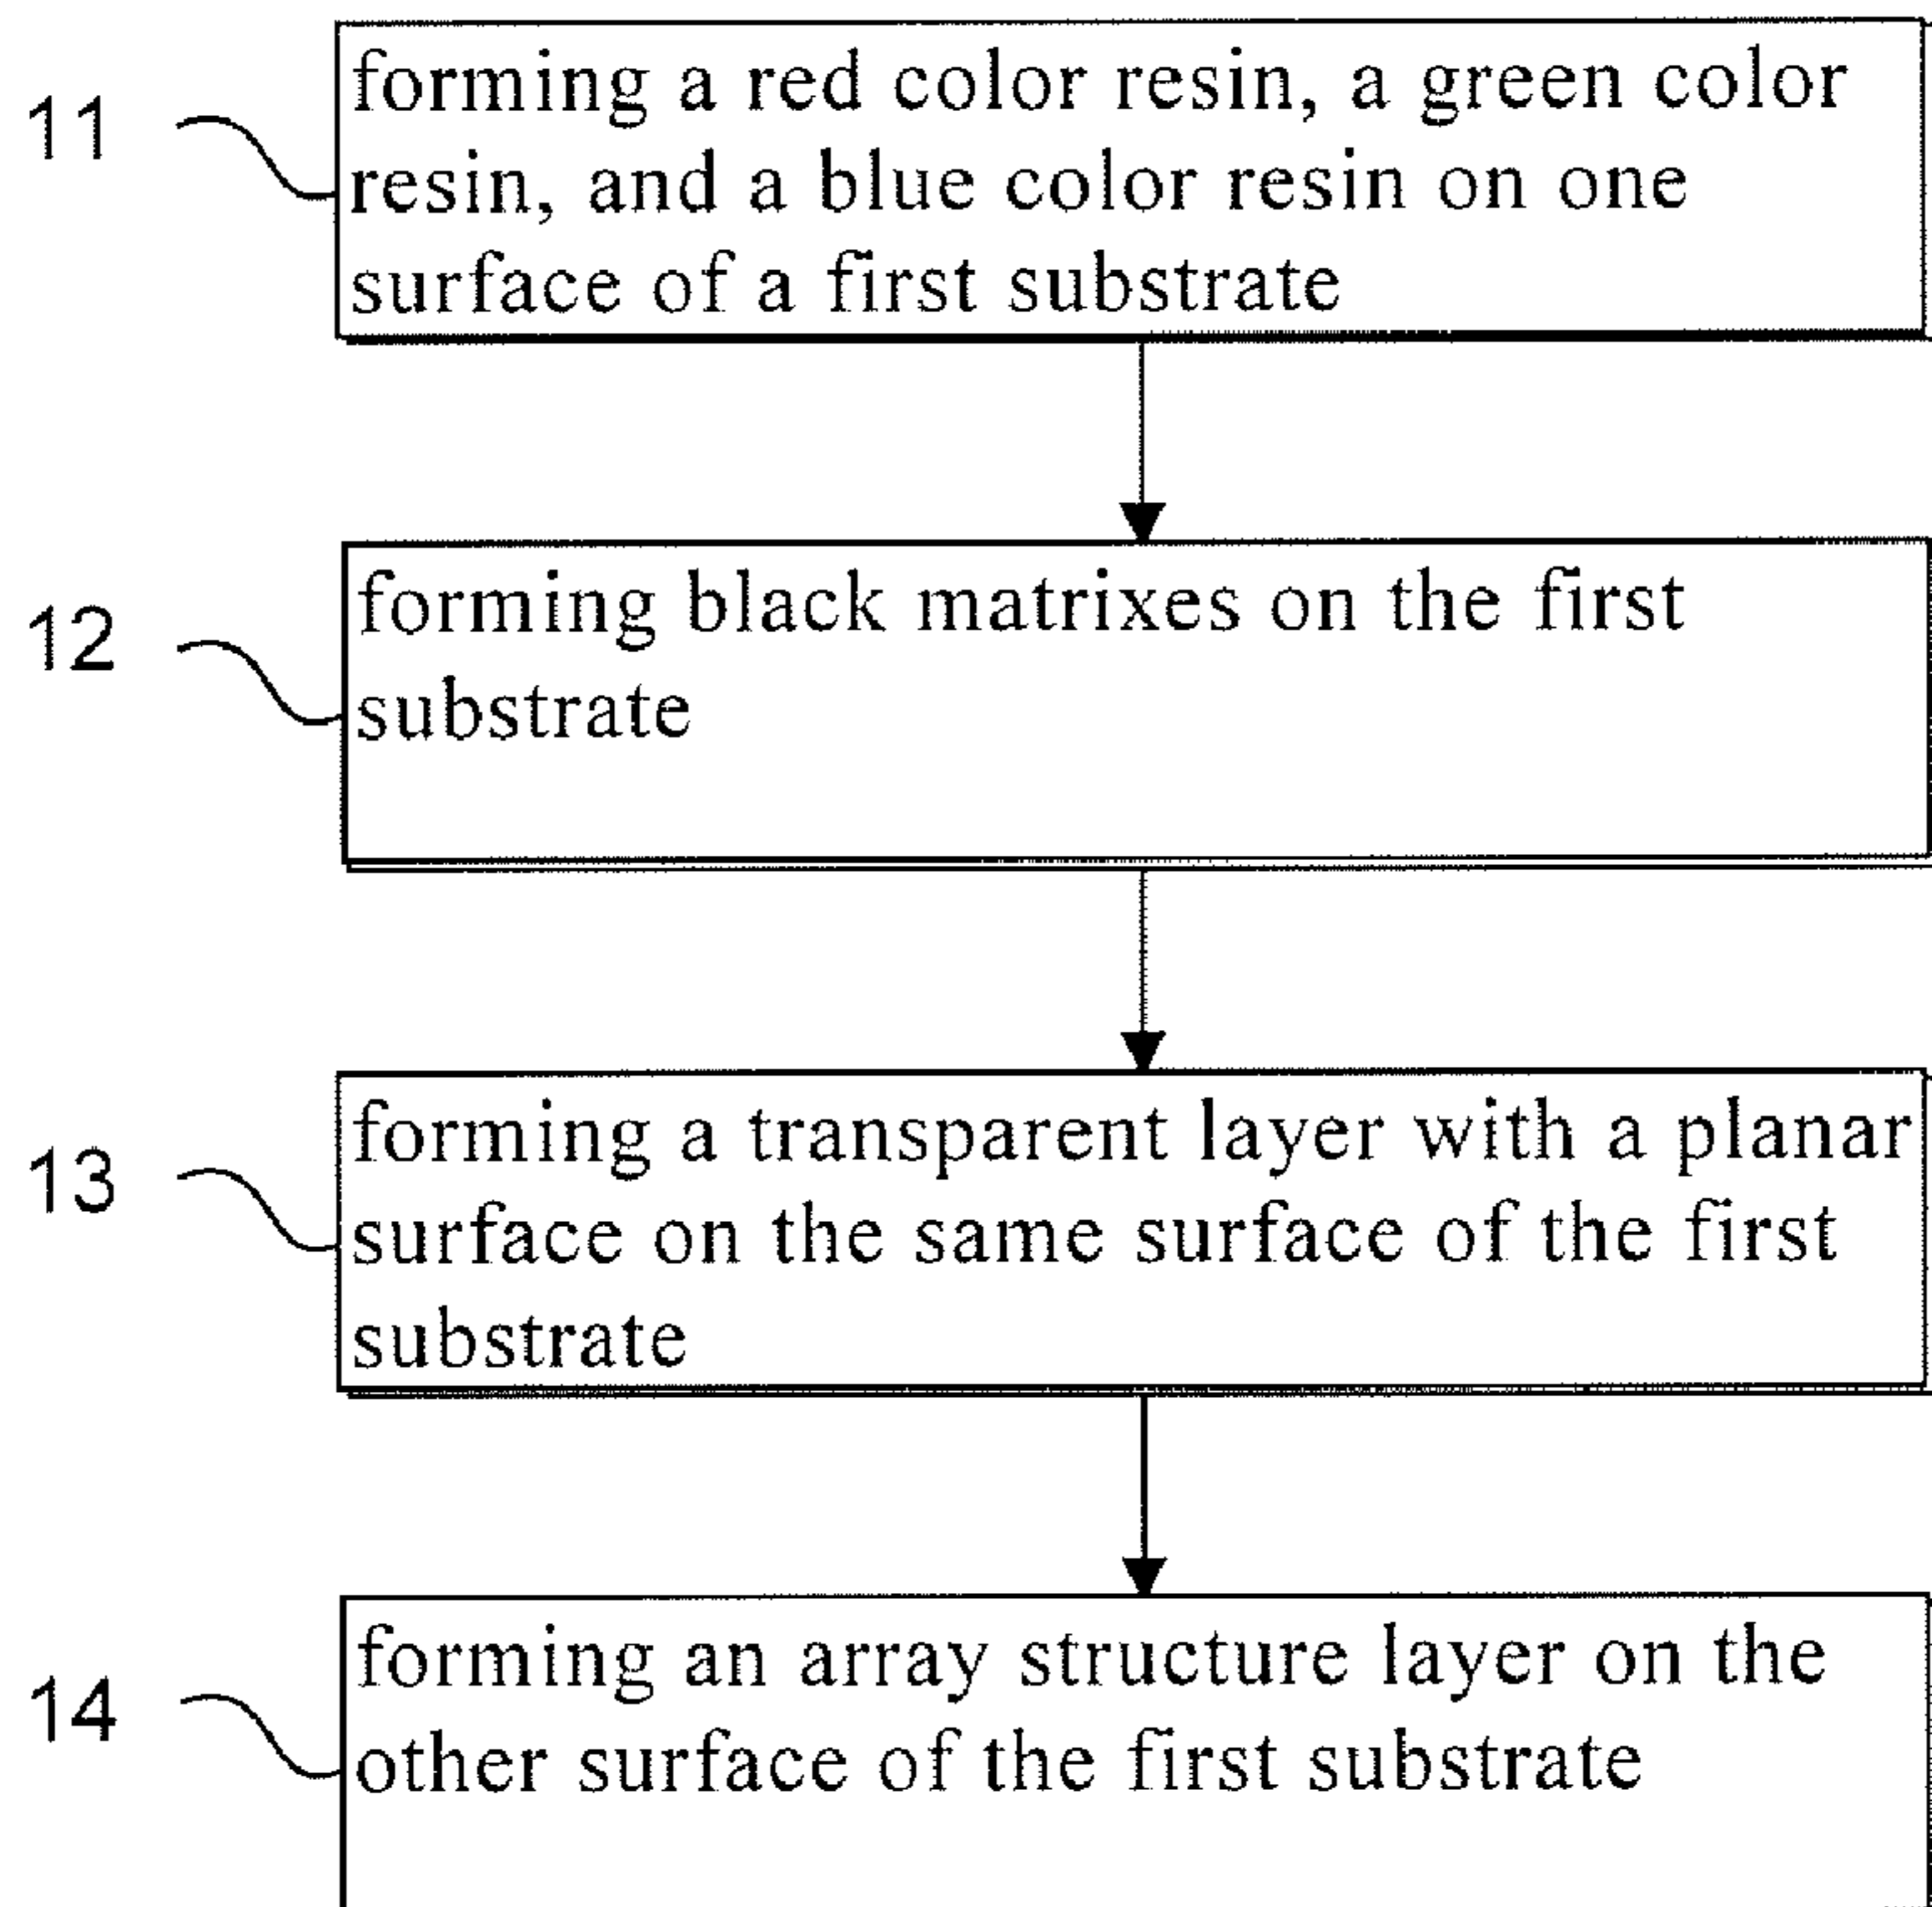 11
forming a red color resin, a green color
resin, and a blue color resin on one
surface of a first substrate
12
forming black matrixes on the first
substrate
13
forming a transparent layer with a planar
surface on the same surface of the first
substrate
14
forming an array structure layer on the
other surface of the first substrate